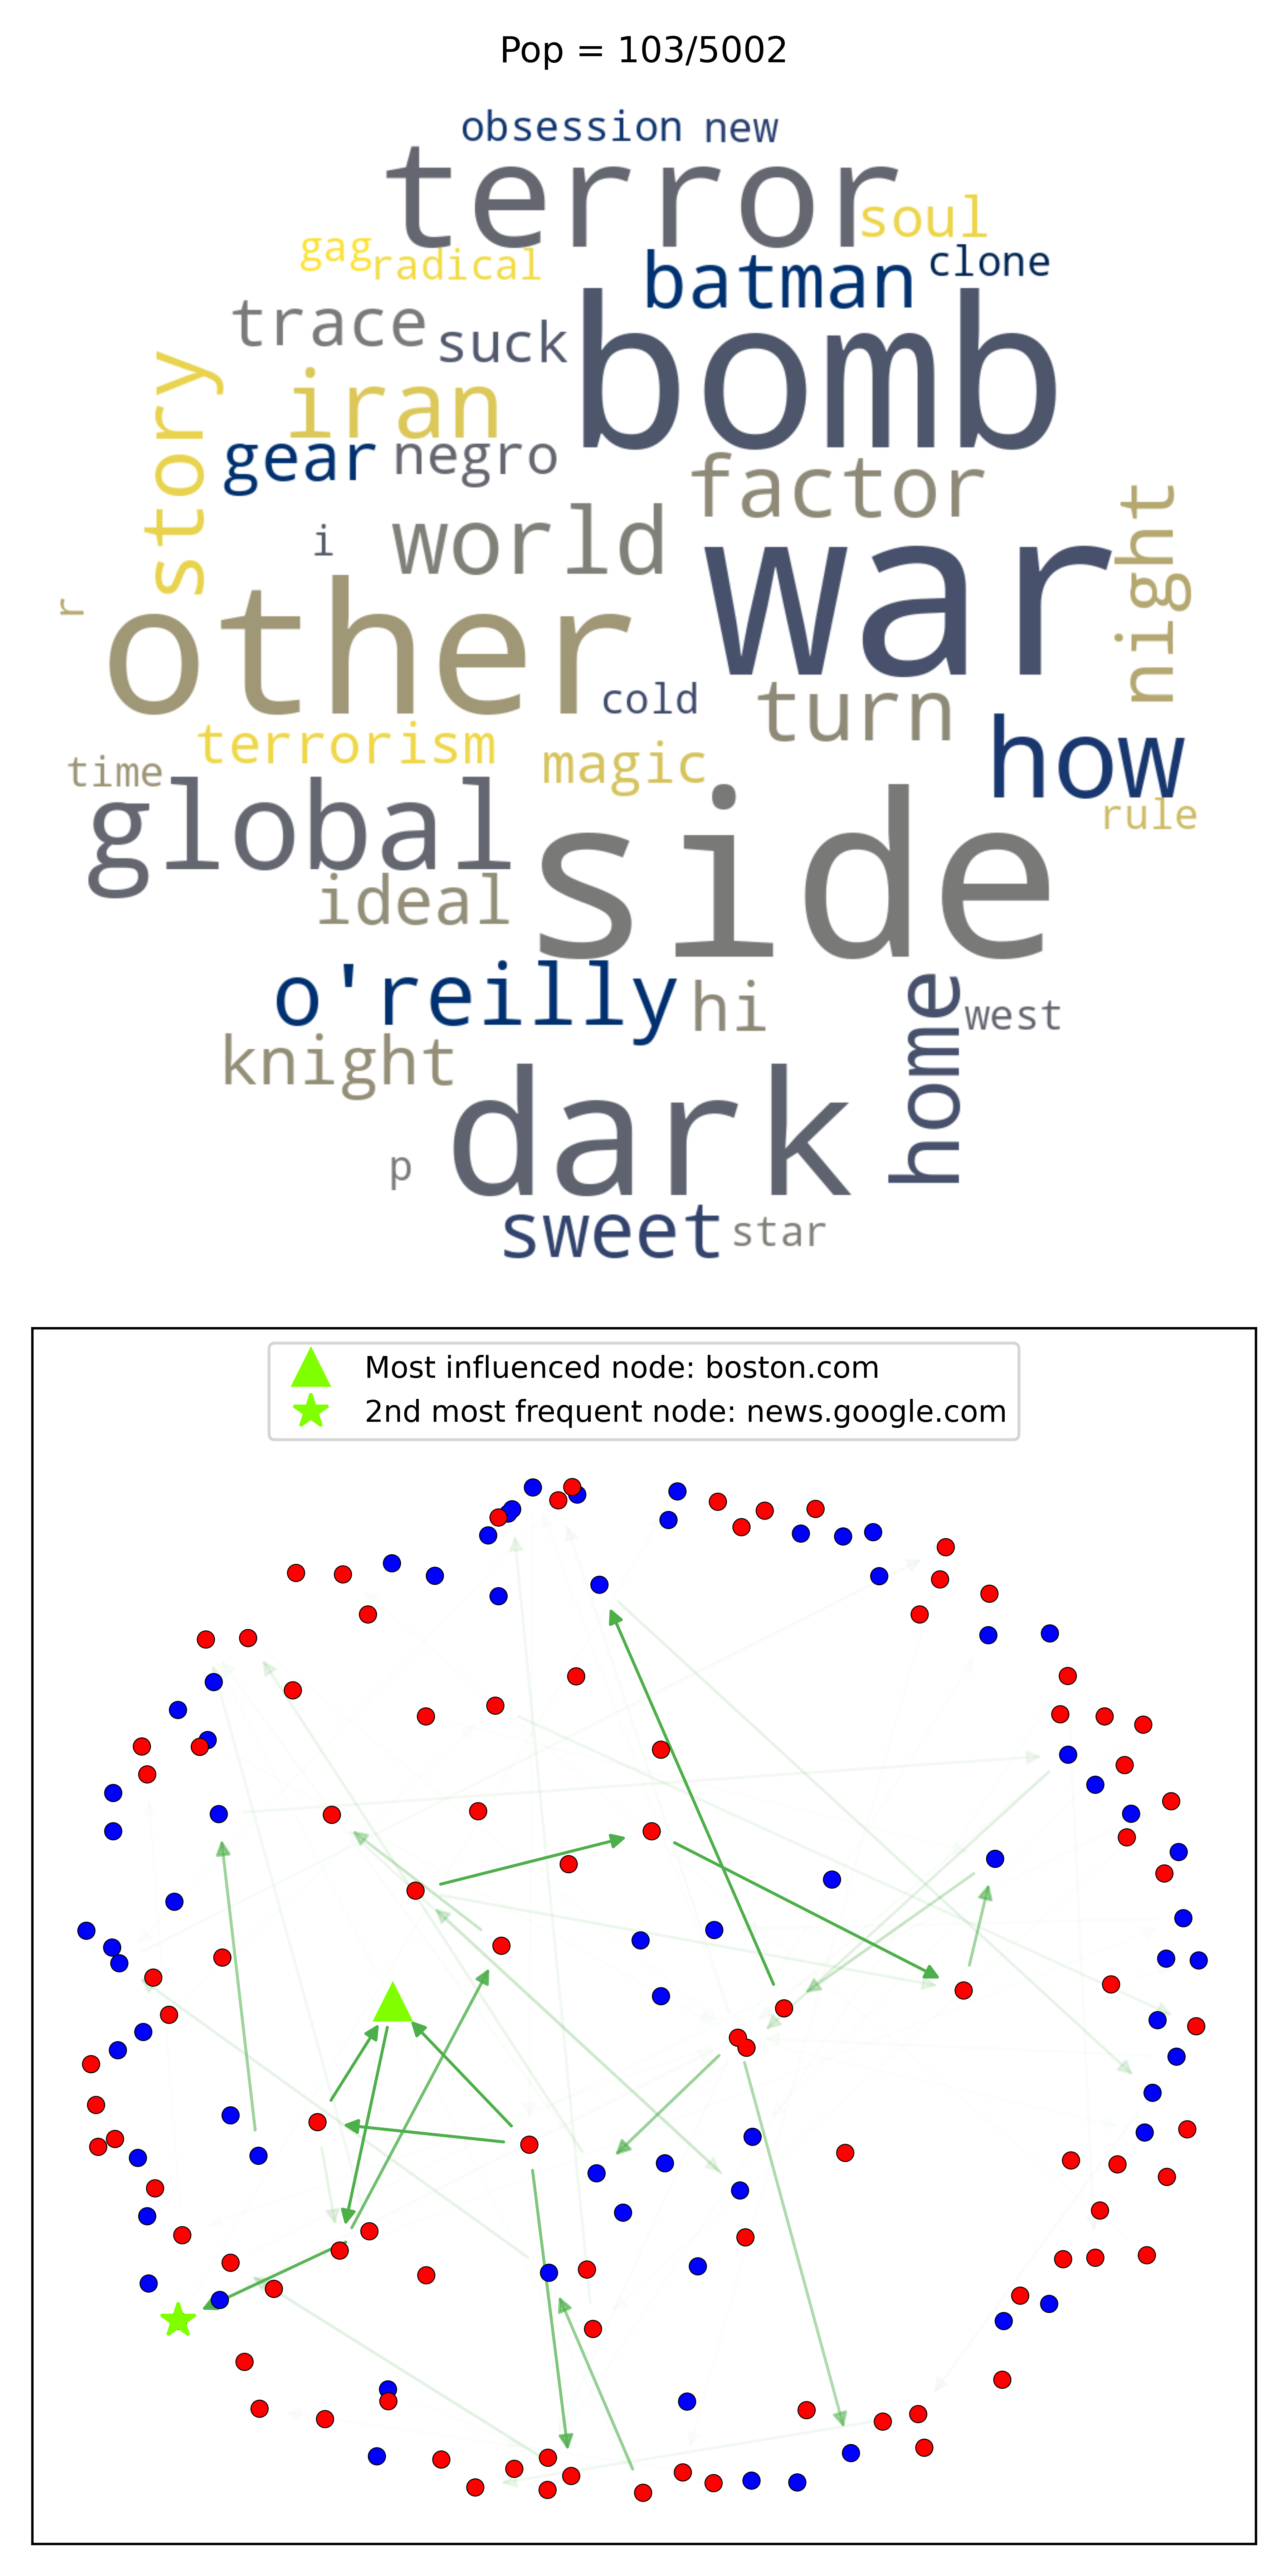 Pop = 103/5002
obsession new
terror
soul
gag radical
batman clone
trace suck bomb
story iran
gear negro
factor
night
i world
war
r other
cold turn
terrorism
time magic how
rule
global side
ideal
o'reilly hi home west
knight
dark
p
sweet star
Most influenced node: boston.com
2nd most frequent node: news.google.com